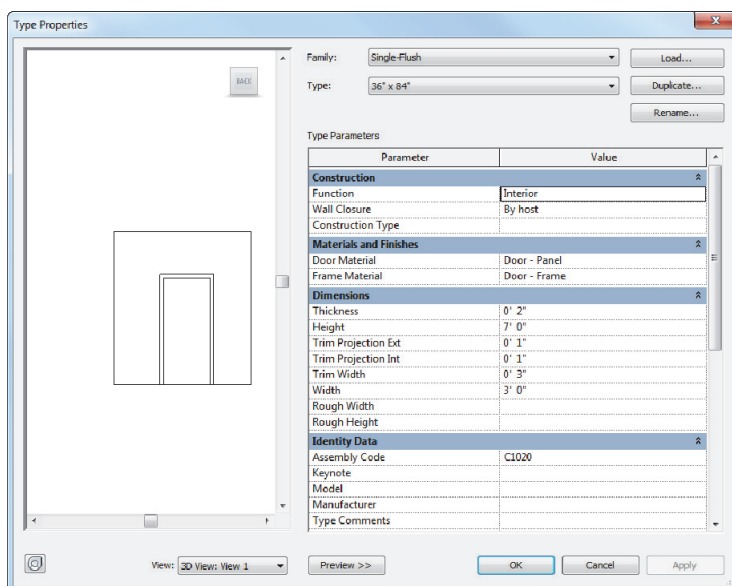 Type Properties
BACK
Family: Single-Flush Load...
Type: 36" x 84" Duplicate...
Rename...
Type Parameters
Parameter Value
Construction
Function Interior
Wall Closure By host
Construction Type
Materials and Finishes
Door Material Door - Panel
Frame Material Door - Frame
Dimensions
Thickness 0' 2"
Height 7' 0"
Trim Projection Ext 0' 1"
Trim Projection Int 0' 1"
Trim Width 0' 3"
Width 3' 0"
Rough Width
Rough Height
Identity Data
Assembly Code C1020
Keynote
Model
Manufacturer
Type Comments
View: 3D View: View 1 Preview >> OK Cancel Apply